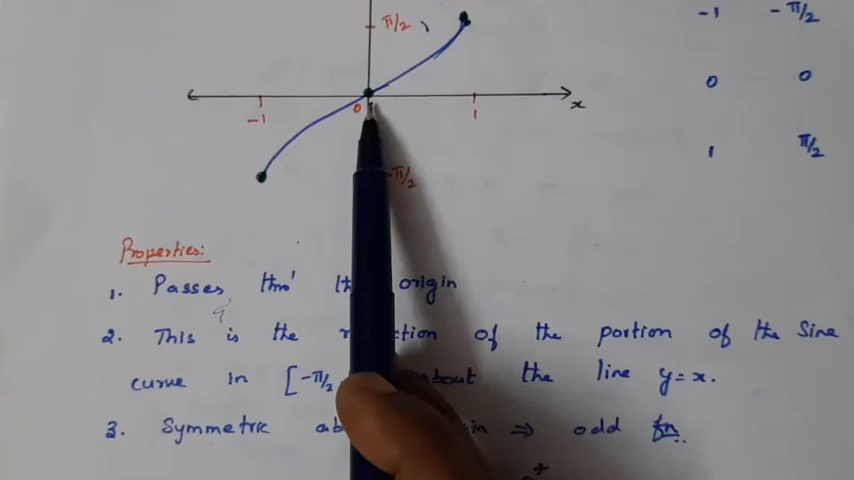 π/2
-1 -π/2
0 0
-1 0 1 x
1 π/2
-π/2
Properties:
1. Passes thro' origin
2. This is the of the portion of the Sine
curve in [-π/2 about the line y=x.
3. Symmetric ⇒ odd fn
x